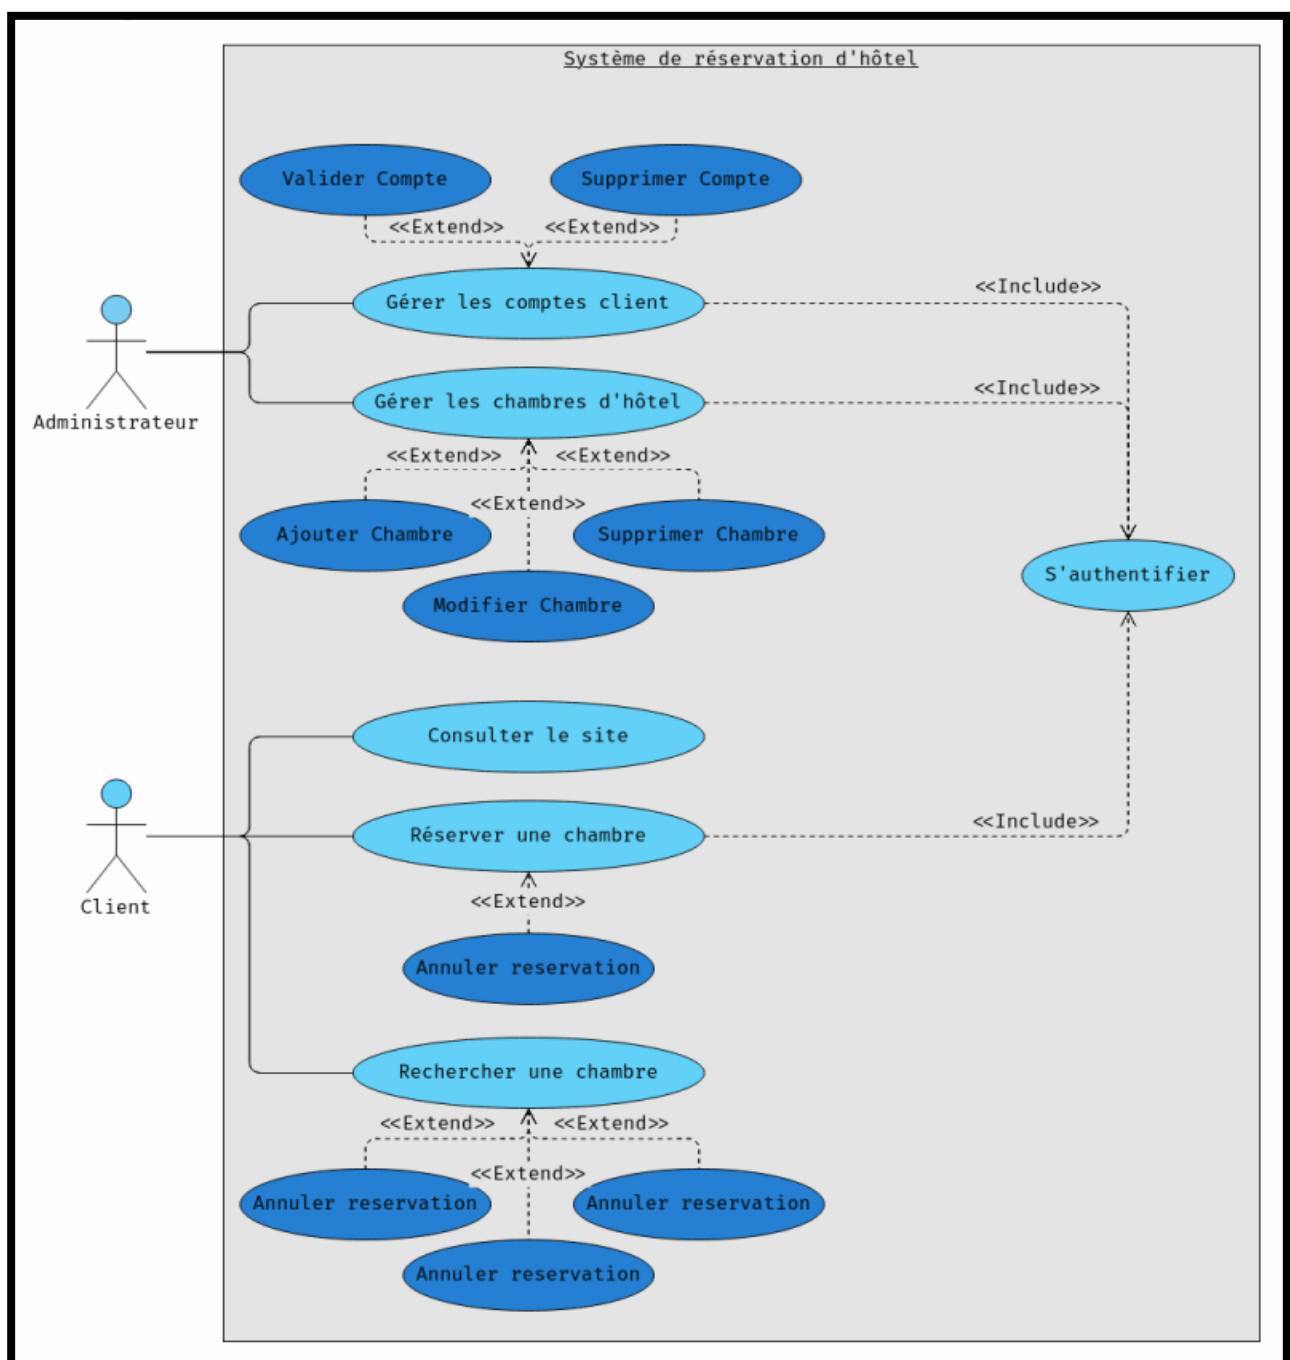 Système de réservation d'hôtel
Valider Compte
Supprimer Compte
<<Extend>>
<<Extend>>
Gérer les comptes client
<<Include>>
Administrateur
Gérer les chambres d'hôtel
<<Include>>
<<Extend>>
<<Extend>>
<<Extend>>
Ajouter Chambre
Supprimer Chambre
Modifier Chambre
S'authentifier
Consulter le site
Client
Réserver une chambre
<<Include>>
<<Extend>>
Annuler reservation
Rechercher une chambre
<<Extend>>
<<Extend>>
<<Extend>>
Annuler reservation
Annuler reservation
Annuler reservation